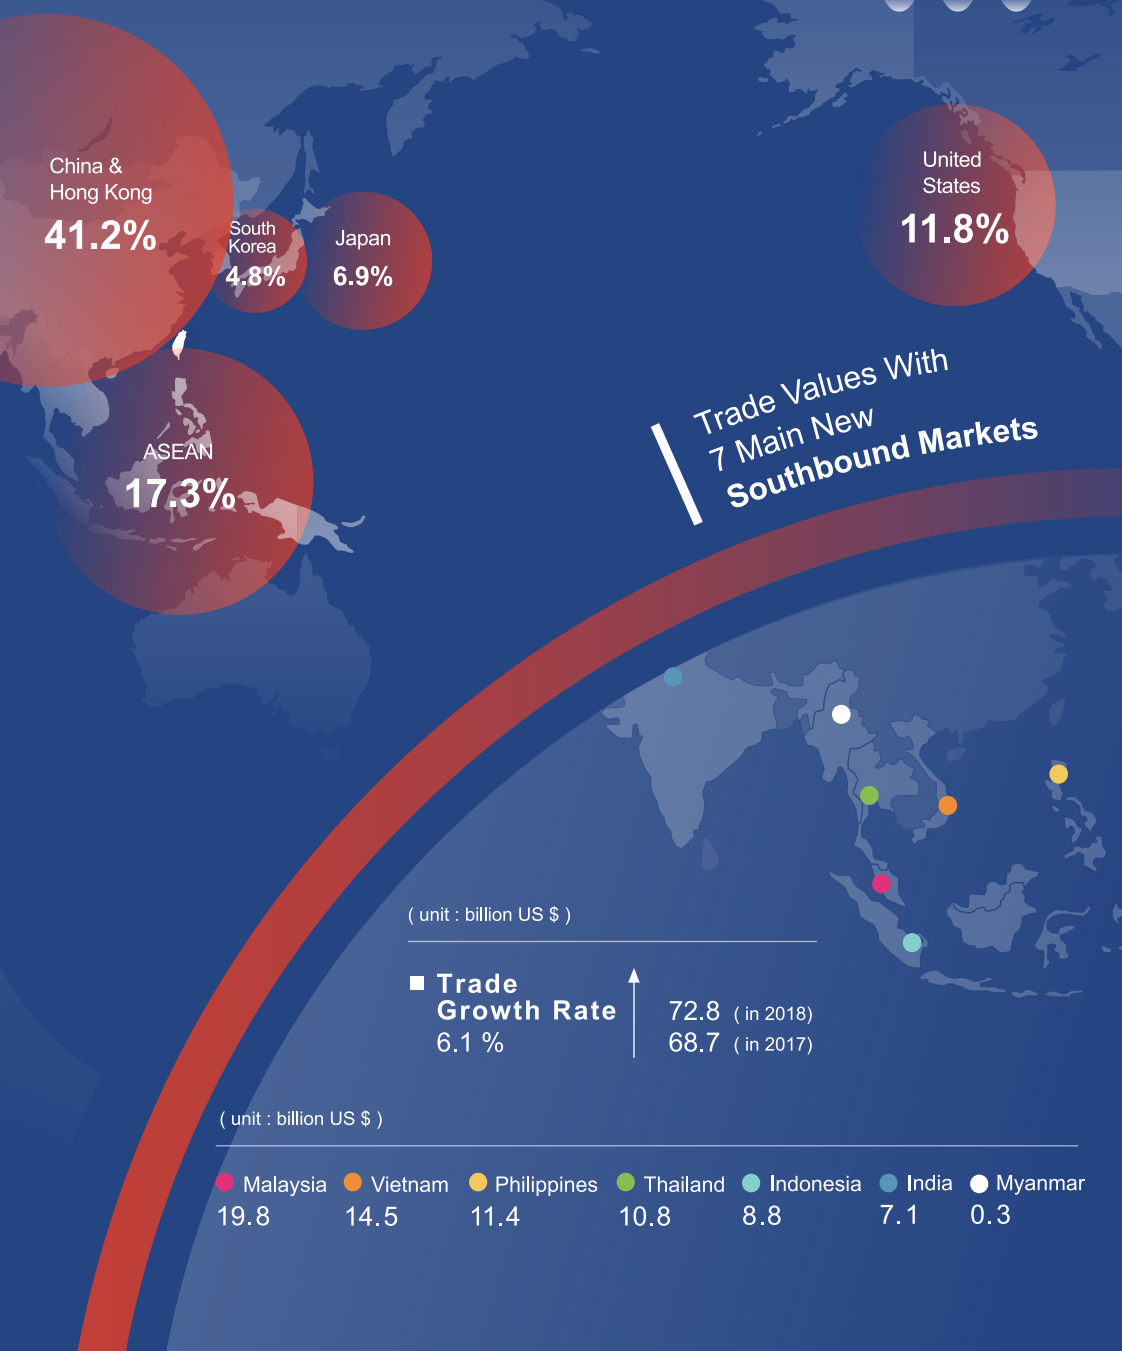 China &
Hong Kong
41.2%
South
Korea
4.8%
Japan
6.9%
United
States
11.8%
ASEAN
17.3%
Trade Values With
7 Main New
Southbound Markets
( unit : billion US $ )
Trade
Growth Rate
6.1 %
72.8 ( in 2018)
68.7 ( in 2017)
( unit : billion US $ )
Malaysia Vietnam Philippines Thailand Indonesia India Myanmar
19.8 14.5 11.4 10.8 8.8 7.1 0.3